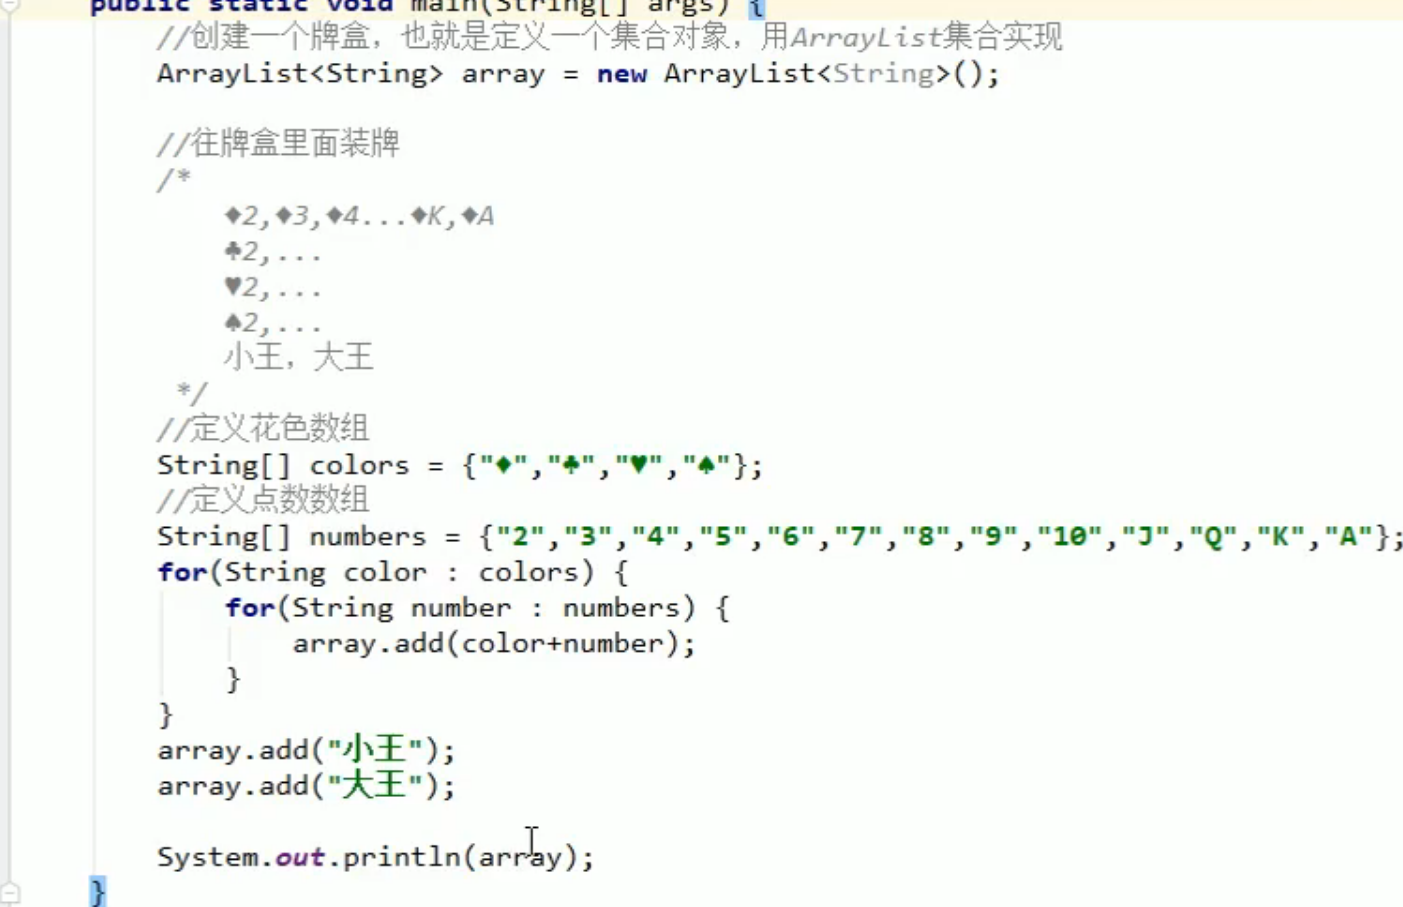 public static void main(String[] args) {
//创建一个牌盒，也就是定义一个集合对象，用ArrayList集合实现
ArrayList<String> array = new ArrayList<String>();
//往牌盒里面装牌
/*
♦2,♦3,♦4...♦K,♦A
♣2,...
♥2,...
♠2,...
小王，大王
*/
//定义花色数组
String[] colors = {"♦","♣","♥","♠"};
//定义点数数组
String[] numbers = {"2","3","4","5","6","7","8","9","10","J","Q","K","A"};
for(String color : colors) {
for(String number : numbers) {
array.add(color+number);
}
}
array.add("小王");
array.add("大王");
System.out.println(array);
}